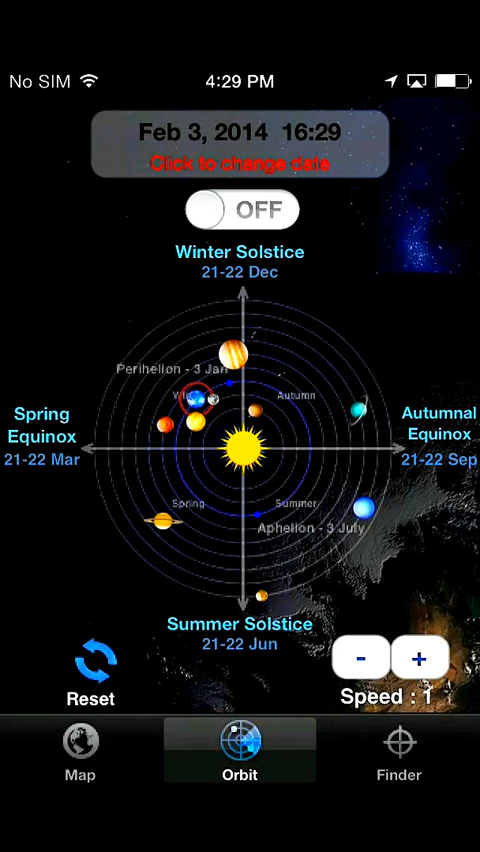 No SIM 4:29 PM
Feb 3, 2014 16:29
Click to change date
OFF
Winter Solstice
21-22 Dec
Perihelion - 3 Jan
Autumn
Spring
Equinox
21-22 Mar
Autumnal
Equinox
21-22 Sep
Spring
Summer
Aphelion - 3 July
Summer Solstice
21-22 Jun
- +
Reset
Speed : 1
Map Orbit Finder